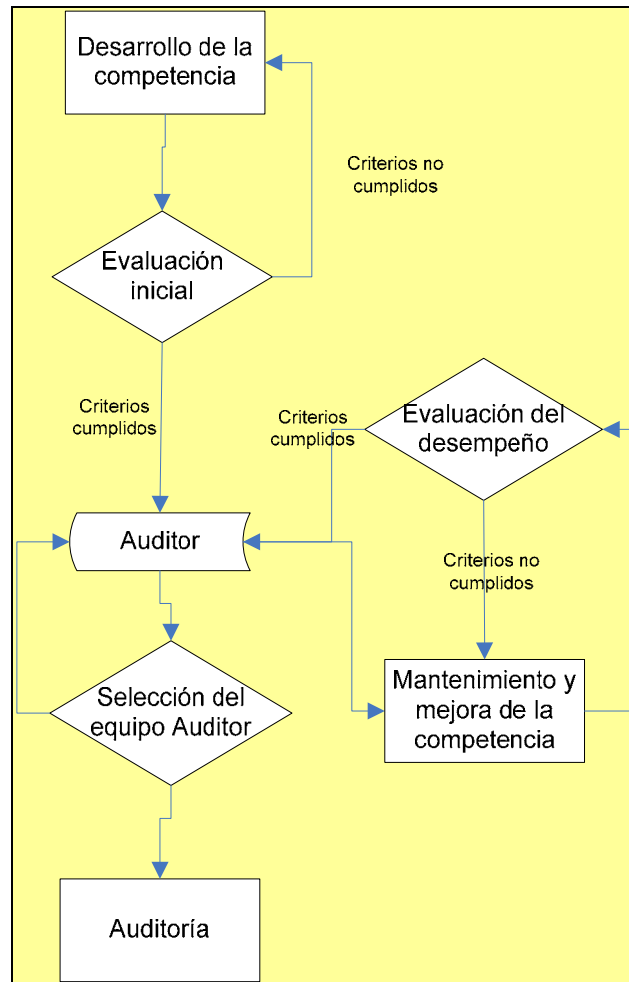 Desarrollo de la
competencia
Criterios no
cumplidos
Evaluación
inicial
Criterios
cumplidos
Criterios
cumplidos
Evaluación del
desempeño
Auditor
Criterios no
cumplidos
Selección del
equipo Auditor
Mantenimiento y
mejora de la
competencia
Auditoría